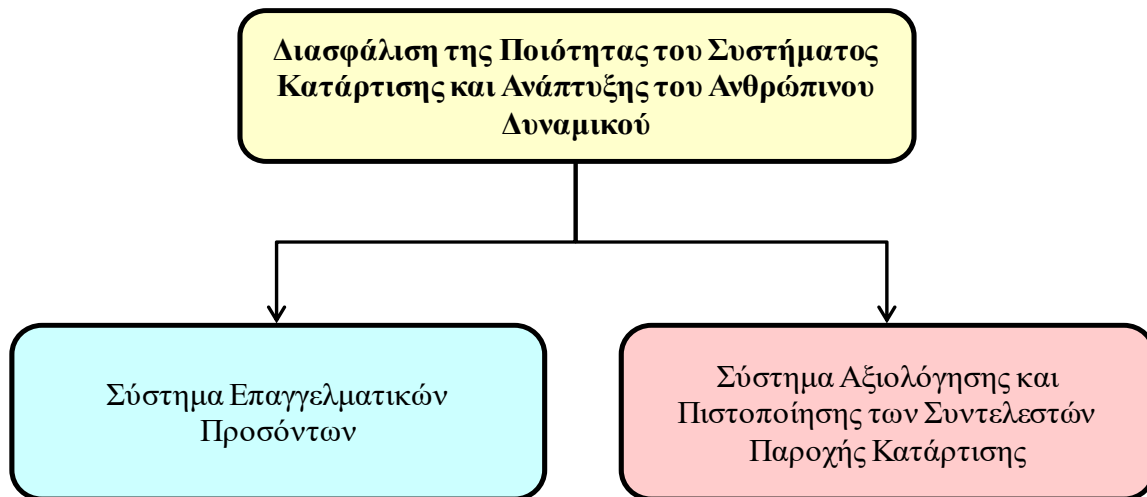 Διασφάλιση της Ποιότητας του Συστήματος
Κατάρτισης και Ανάπτυξης του Ανθρώπινου
Δυναμικού
Σύστημα Επαγγελματικών
Προσόντων
Σύστημα Αξιολόγησης και
Πιστοποίησης των Συντελεστών
Παροχής Κατάρτισης